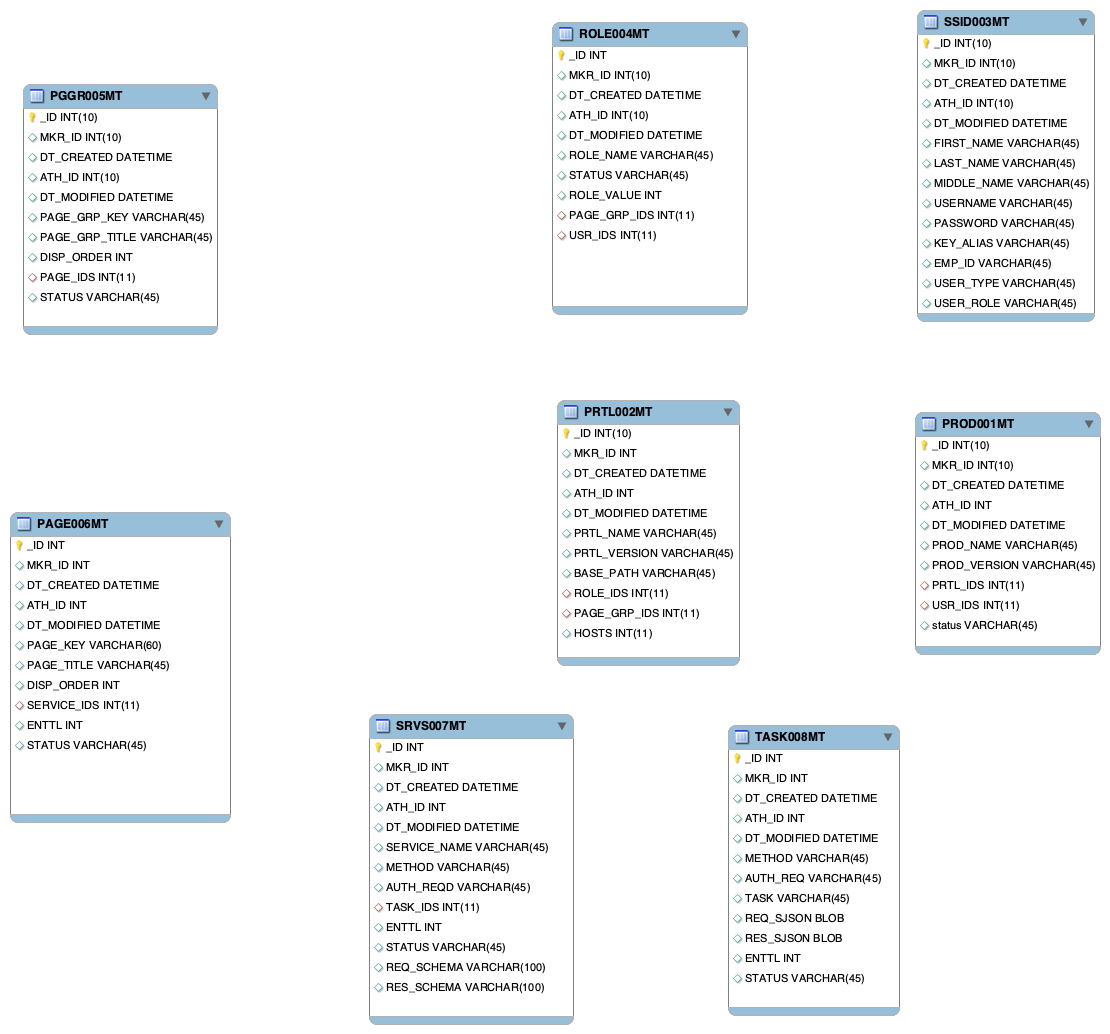 PGGR005MT
_ID INT(10)
MKR_ID INT(10)
DT_CREATED DATETIME
ATH_ID INT(10)
DT_MODIFIED DATETIME
PAGE_GRP_KEY VARCHAR(45)
PAGE_GRP_TITLE VARCHAR(45)
DISP_ORDER INT
PAGE_IDS INT(11)
STATUS VARCHAR(45)
ROLE004MT
_ID INT
MKR_ID INT(10)
DT_CREATED DATETIME
ATH_ID INT(10)
DT_MODIFIED DATETIME
ROLE_NAME VARCHAR(45)
STATUS VARCHAR(45)
ROLE_VALUE INT
PAGE_GRP_IDS INT(11)
USR_IDS INT(11)
SSID003MT
_ID INT(10)
MKR_ID INT(10)
DT_CREATED DATETIME
ATH_ID INT(10)
DT_MODIFIED DATETIME
FIRST_NAME VARCHAR(45)
LAST_NAME VARCHAR(45)
MIDDLE_NAME VARCHAR(45)
USERNAME VARCHAR(45)
PASSWORD VARCHAR(45)
KEY_ALIAS VARCHAR(45)
EMP_ID VARCHAR(45)
USER_TYPE VARCHAR(45)
USER_ROLE VARCHAR(45)
PAGE006MT
_ID INT
MKR_ID INT
DT_CREATED DATETIME
ATH_ID INT
DT_MODIFIED DATETIME
PAGE_KEY VARCHAR(60)
PAGE_TITLE VARCHAR(45)
DISP_ORDER INT
SERVICE_IDS INT(11)
ENTTL INT
STATUS VARCHAR(45)
PRTL002MT
_ID INT(10)
MKR_ID INT
DT_CREATED DATETIME
ATH_ID INT
DT_MODIFIED DATETIME
PRTL_NAME VARCHAR(45)
PRTL_VERSION VARCHAR(45)
BASE_PATH VARCHAR(45)
ROLE_IDS INT(11)
PAGE_GRP_IDS INT(11)
HOSTS INT(11)
PROD001MT
_ID INT(10)
MKR_ID INT(10)
DT_CREATED DATETIME
ATH_ID INT
DT_MODIFIED DATETIME
PROD_NAME VARCHAR(45)
PROD_VERSION VARCHAR(45)
PRTL_IDS INT(11)
USR_IDS INT(11)
status VARCHAR(45)
SRVS007MT
_ID INT
MKR_ID INT
DT_CREATED DATETIME
ATH_ID INT
DT_MODIFIED DATETIME
SERVICE_NAME VARCHAR(45)
METHOD VARCHAR(45)
AUTH_REQD VARCHAR(45)
TASK_IDS INT(11)
ENTTL INT
STATUS VARCHAR(45)
REQ_SCHEMA VARCHAR(100)
RES_SCHEMA VARCHAR(100)
TASK008MT
_ID INT
MKR_ID INT
DT_CREATED DATETIME
ATH_ID INT
DT_MODIFIED DATETIME
METHOD VARCHAR(45)
AUTH_REQ VARCHAR(45)
TASK VARCHAR(45)
REQ_SJSON BLOB
RES_SJSON BLOB
ENTTL INT
STATUS VARCHAR(45)